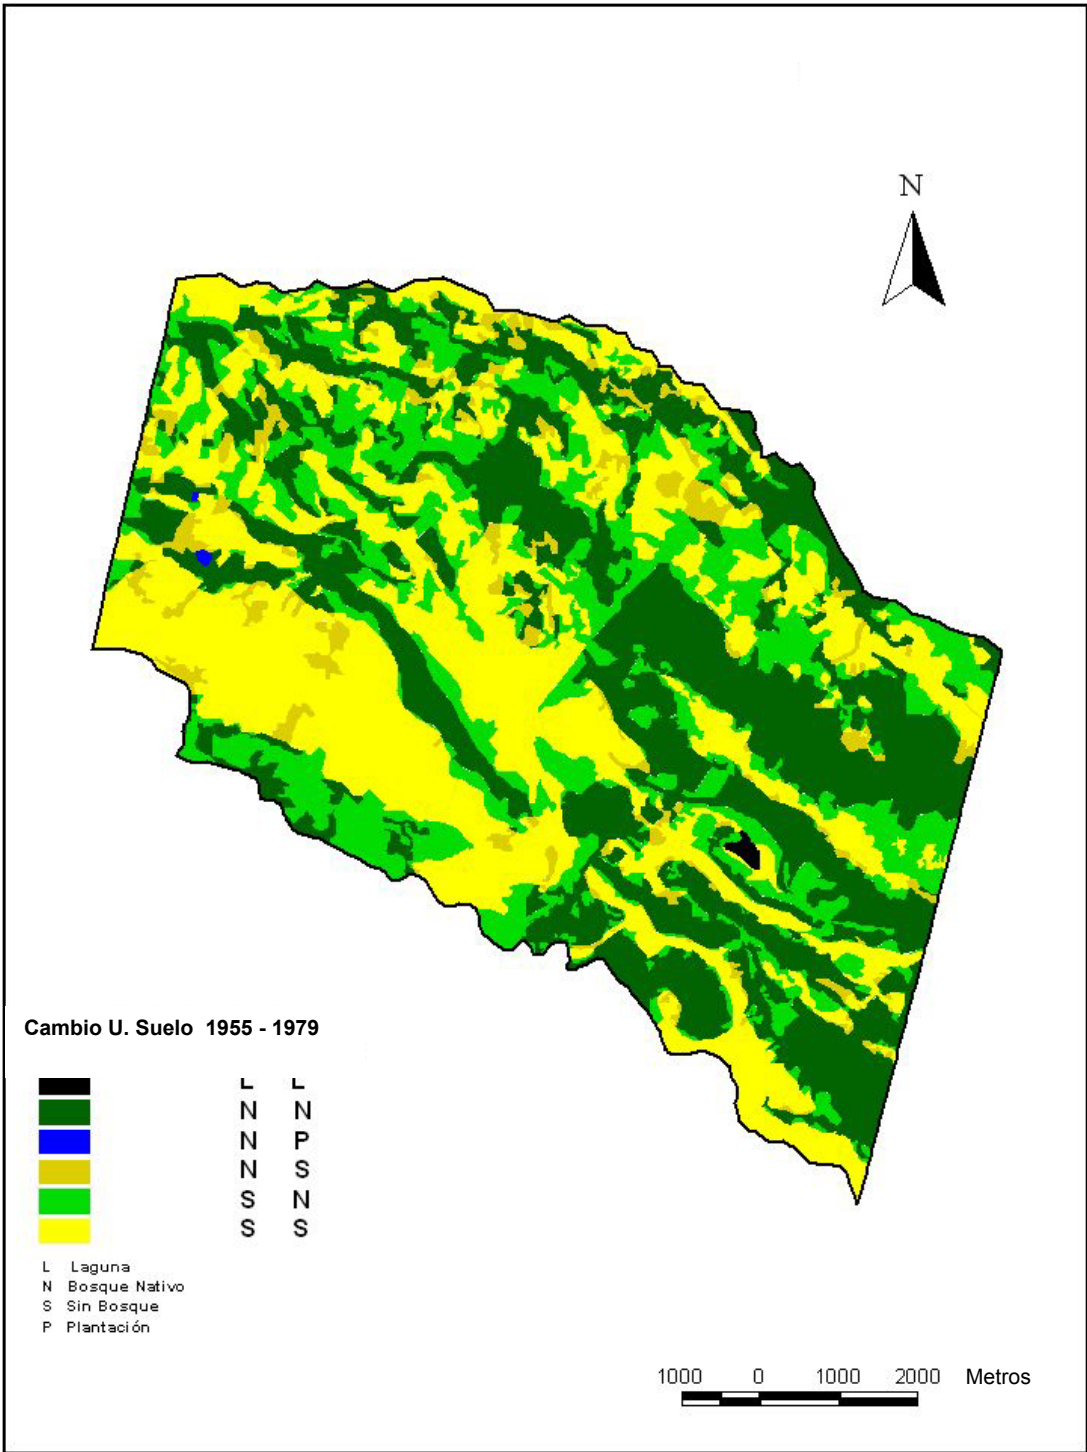 N
Cambio U. Suelo 1955 - 1979
L L
N N
N P
N S
S N
S S
L Laguna
N Bosque Nativo
S Sin Bosque
P Plantación
1000 0 1000 2000 Metros